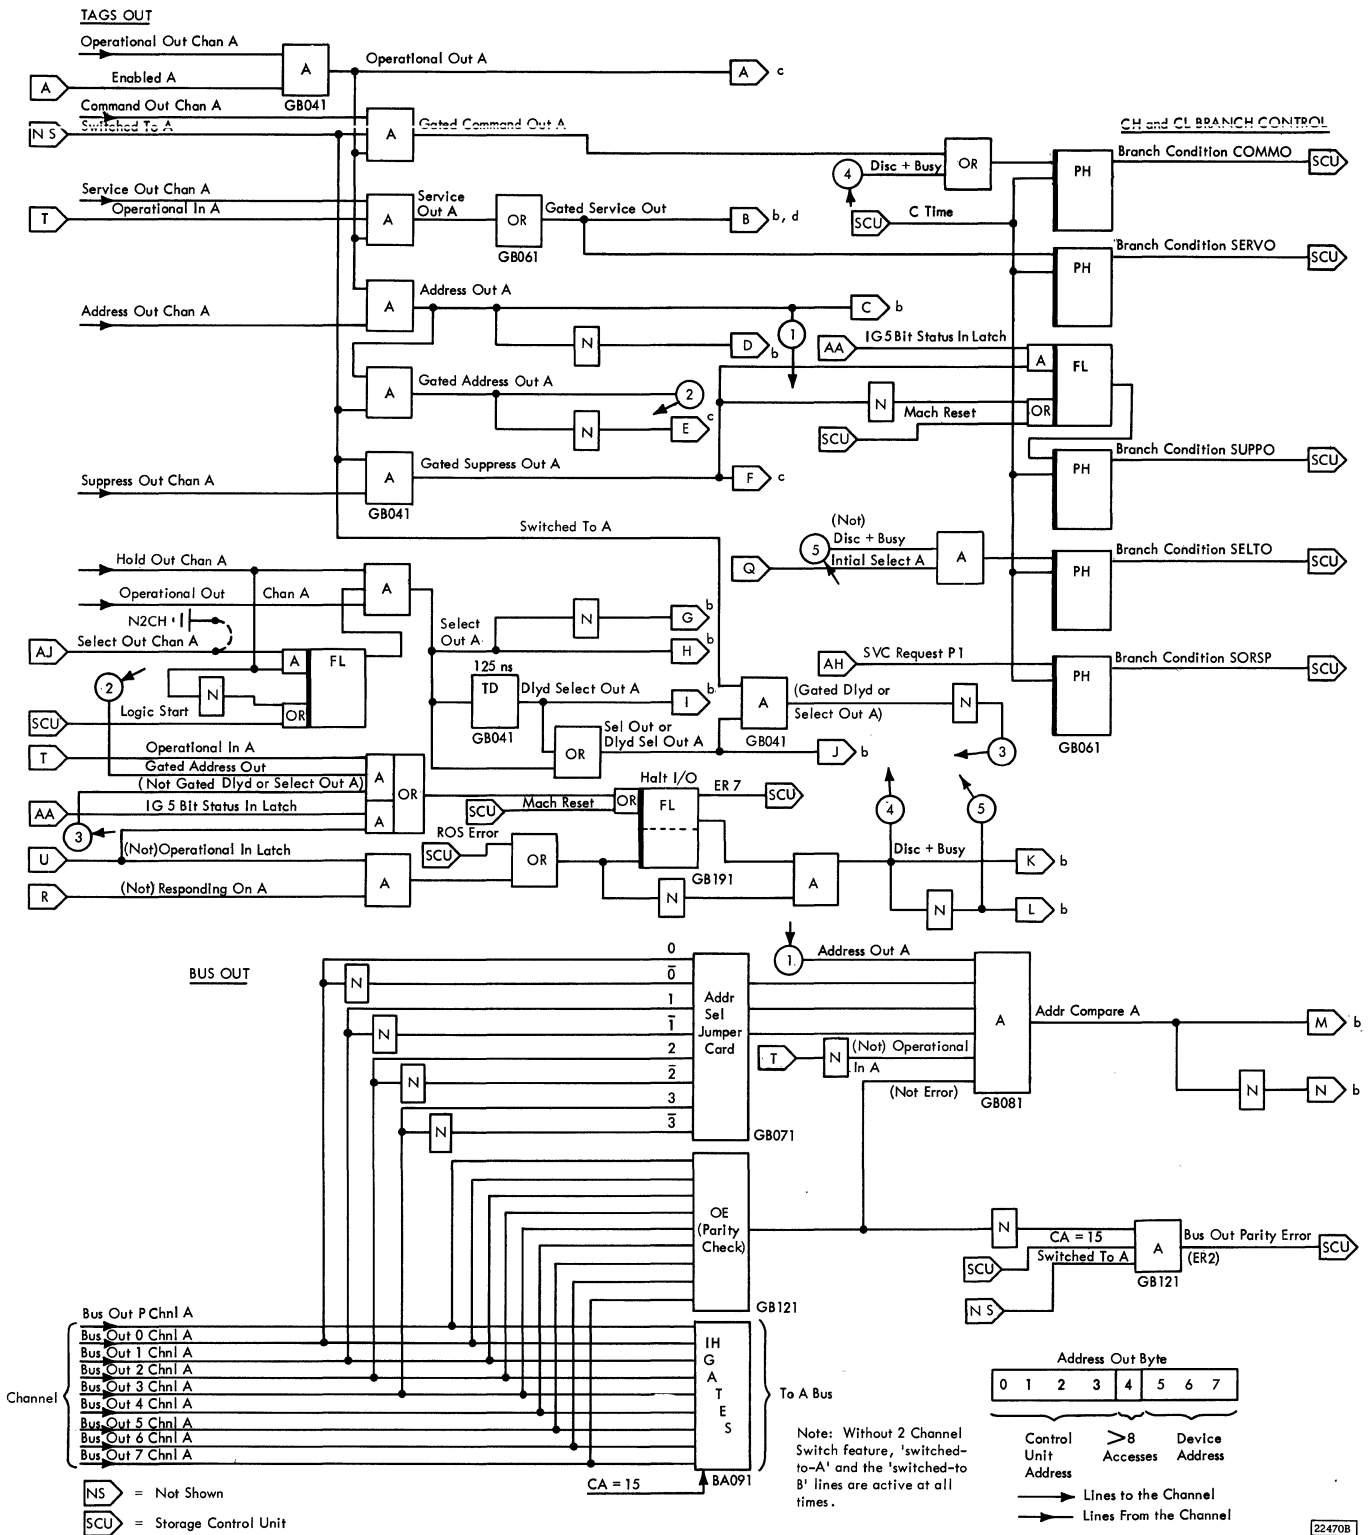 TAGS OUT
Operational Out Chan A
A
Enabled A
A
GB041
Operational Out A
A
c
Command Out Chan A
NS
Switched To A
A
Gated Command Out A
CH and CL BRANCH CONTROL
4
Disc + Busy
OR
PH
Branch Condition COMMO
SCU
SCU
C Time
Service Out Chan A
T
Operational In A
A
Service
Out A
OR
GB061
Gated Service Out
B
b, d
PH
Branch Condition SERVO
SCU
Address Out Chan A
A
Address Out A
C
b
1
N
D
b
AA
IG5Bit Status In Latch
A
FL
OR
N
Mach Reset
SCU
A
Gated Address Out A
2
N
E
c
Suppress Out Chan A
A
GB041
Gated Suppress Out A
F
c
PH
Branch Condition SUPPO
SCU
Switched To A
(Not)
5
Disc + Busy
Q
Intial Select A
A
PH
Branch Condition SELTO
SCU
Hold Out Chan A
Operational Out
Chan A
A
N2CH
AJ
Select Out Chan A
A
FL
2
N
OR
SCU
Logic Start
Select
Out A
N
G
b
H
b
125 ns
TD
GB041
Dlyd Select Out A
I
b
OR
Sel Out or
Dlyd Sel Out A
A
GB041
(Gated Dlyd or
Select Out A)
N
3
J
b
AH
SVC Request P1
PH
GB061
Branch Condition SORSP
SCU
T
Operational In A
Gated Address Out
(Not Gated Dlyd or Select Out A)
A
OR
AA
IG 5 Bit Status In Latch
A
3
U
(Not)Operational In Latch
R
(Not) Responding On A
A
SCU
Mach Reset
Halt I/O
OR
FL
GB191
ER 7
SCU
ROS Error
SCU
OR
N
A
4
5
Disc + Busy
K
b
N
L
b
BUS OUT
N
N
N
N
0
0̅
1
1̅
2
2̅
3
3̅
Addr
Sel
Jumper
Card
GB071
1
Address Out A
T
N
(Not) Operational
In A
(Not Error)
A
GB081
Addr Compare A
M
b
N
N
b
OE
(Parity
Check)
GB121
N
CA = 15
SCU
Switched To A
NS
A
GB121
Bus Out Parity Error
(ER2)
SCU
Channel
Bus Out P Chnl A
Bus Out 0 Chnl A
Bus Out 1 Chnl A
Bus Out 2 Chnl A
Bus Out 3 Chnl A
Bus Out 4 Chnl A
Bus Out 5 Chnl A
Bus Out 6 Chnl A
Bus Out 7 Chnl A
IH
G
A
T
E
S
BA091
CA = 15
To A Bus
Note: Without 2 Channel
Switch feature, 'switched-
to-A' and the 'switched-to
B' lines are active at all
times.
Address Out Byte
0 1 2 3 4 5 6 7
Control
Unit
Address
>8
Accesses
Device
Address
Lines to the Channel
Lines From the Channel
NS = Not Shown
SCU = Storage Control Unit
22470B